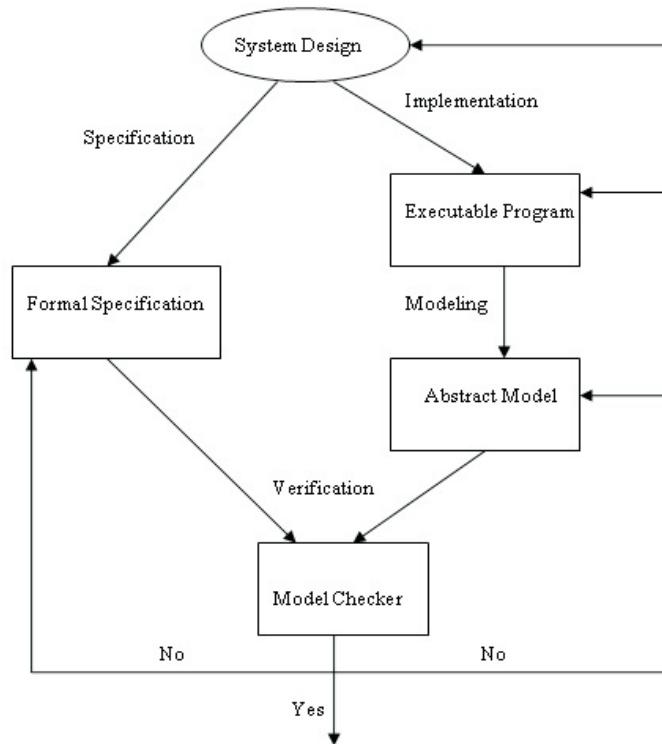 System Design
Implementation
Specification
Executable Program
Formal Specification
Modeling
Abstract Model
Verification
Model Checker
No
No
Yes